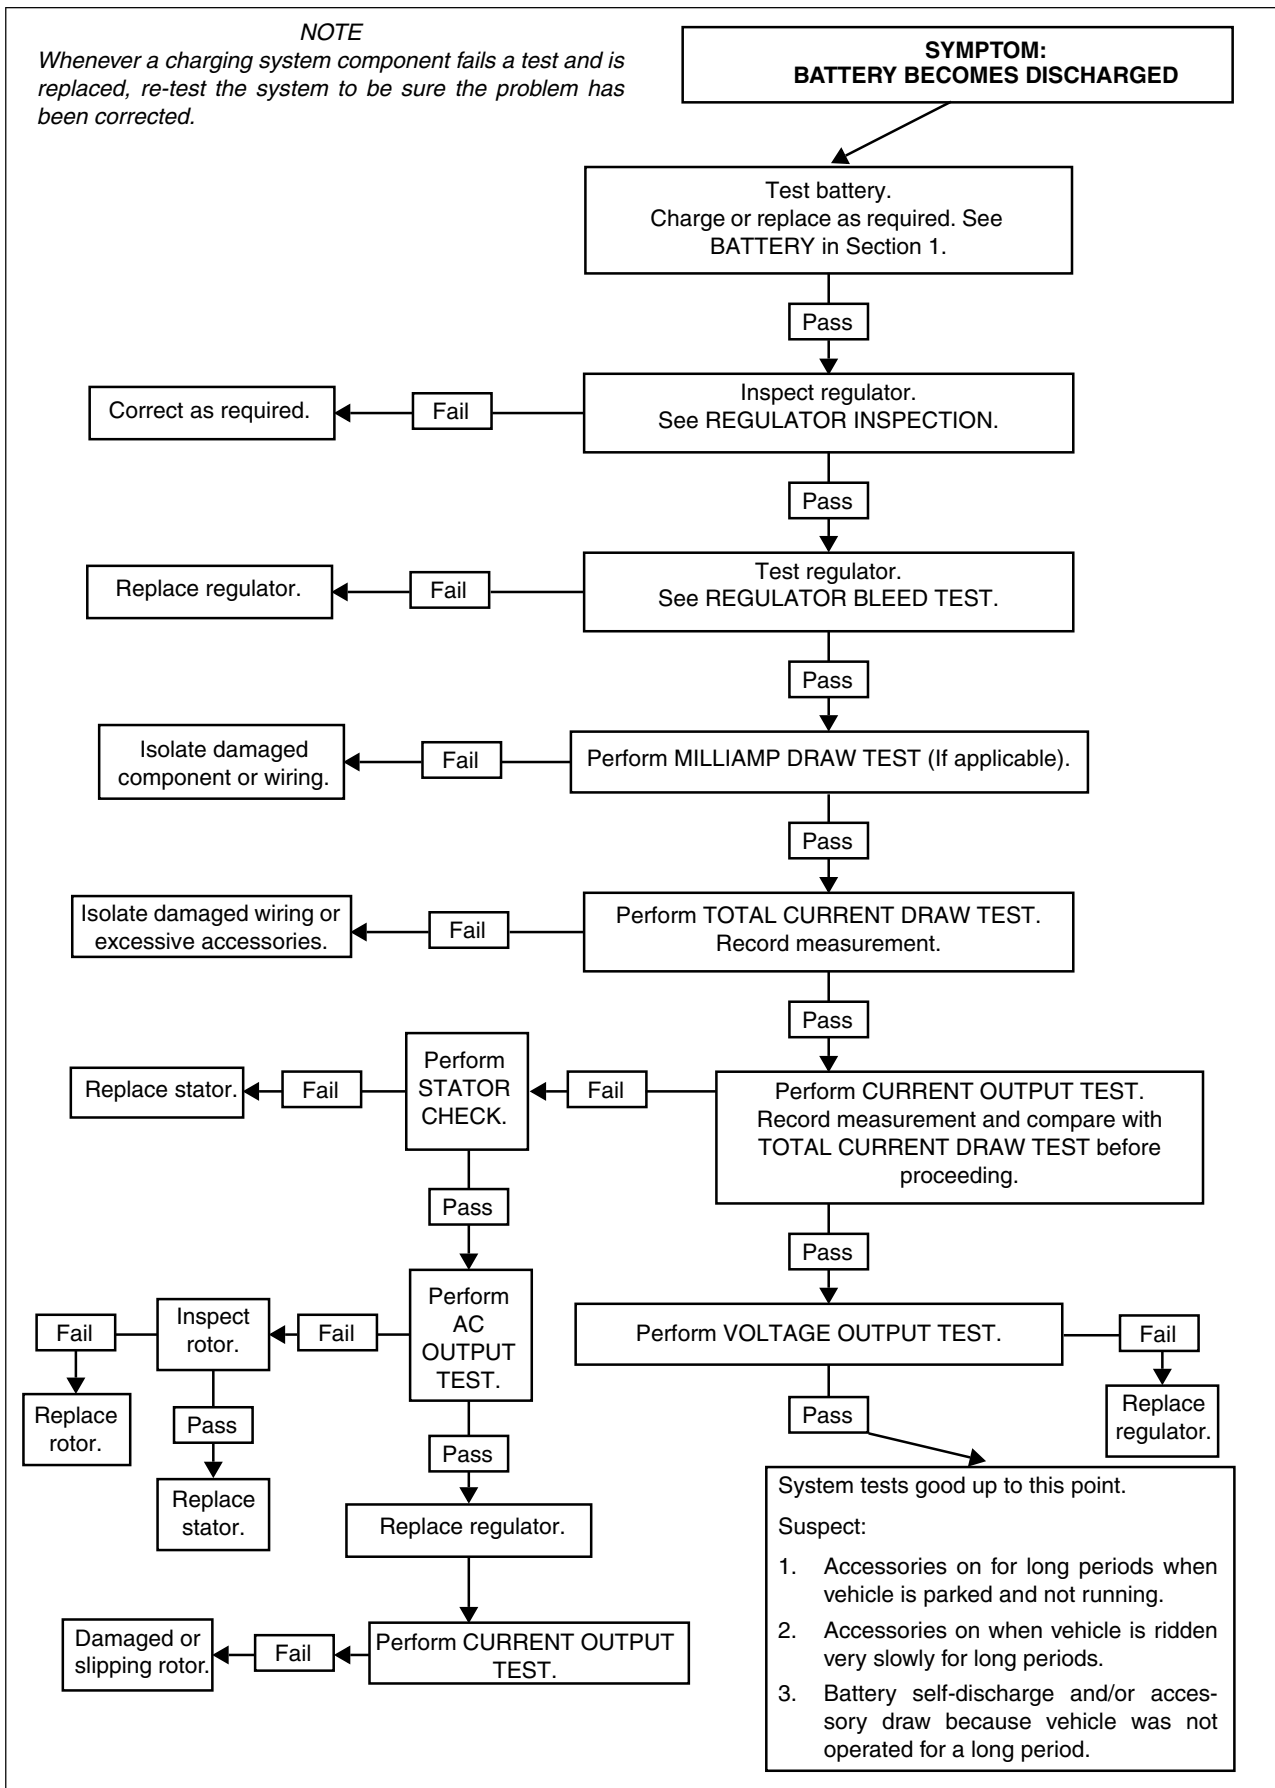 NOTE
Whenever a charging system component fails a test and is
replaced, re-test the system to be sure the problem has
been corrected.
SYMPTOM:
BATTERY BECOMES DISCHARGED
Test battery.
Charge or replace as required. See
BATTERY in Section 1.
Pass
Correct as required.
Fail
Inspect regulator.
See REGULATOR INSPECTION.
Pass
Replace regulator.
Fail
Test regulator.
See REGULATOR BLEED TEST.
Pass
Isolate damaged
component or wiring.
Fail
Perform MILLIAMP DRAW TEST (If applicable).
Pass
Isolate damaged wiring or
excessive accessories.
Fail
Perform TOTAL CURRENT DRAW TEST.
Record measurement.
Pass
Replace stator.
Fail
Perform
STATOR
CHECK.
Fail
Perform CURRENT OUTPUT TEST.
Record measurement and compare with
TOTAL CURRENT DRAW TEST before
proceeding.
Pass
Pass
Fail
Inspect
rotor.
Fail
Perform
AC
OUTPUT
TEST.
Perform VOLTAGE OUTPUT TEST.
Fail
Replace
rotor.
Pass
Replace
stator.
Pass
Pass
Replace
regulator.
Replace regulator.
Damaged or
slipping rotor.
Fail
Perform CURRENT OUTPUT
TEST.
System tests good up to this point.
Suspect:
1. Accessories on for long periods when
vehicle is parked and not running.
2. Accessories on when vehicle is ridden
very slowly for long periods.
3. Battery self-discharge and/or acces-
sory draw because vehicle was not
operated for a long period.